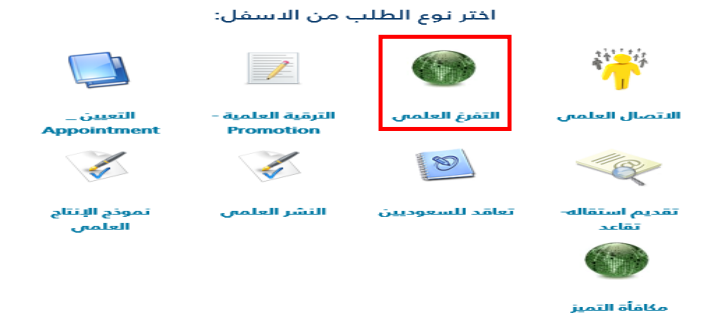 اختر نوع الطلب من الاسفل:
الاتصال العلمي
التفرغ العلمي
الترقية العلمية -
Promotion
التعيين _
Appointment
تقديم استقاله-
تقاعد
تعاقد للسعوديين
النشر العلمي
نموذج الإنتاج
العلمي
مكافأة التميز